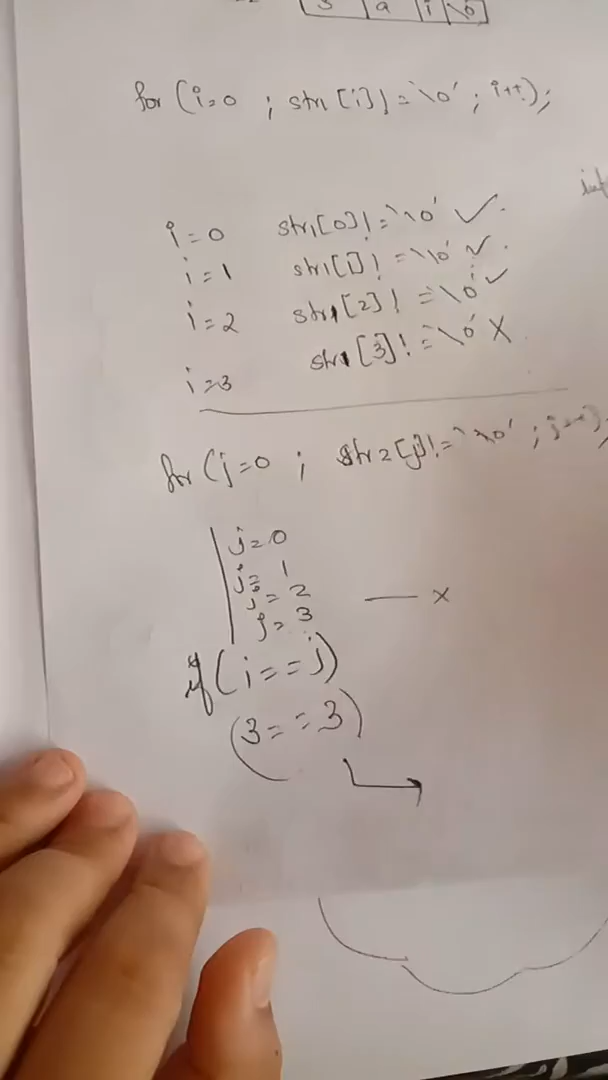 s a i \0
for (i=0 ; str [i] != '\0' ; i++);
i=0 str1[0] != '\0' ✓
i=1 str1[1] != '\0' ✓
i=2 str1[2] != '\0' ✓
i=3 str1[3] != '\0' X
for (j=0 ; str2[j] != '\0' ; j++);
j=0
j=1
j=2 — x
j=3
if (i==j)
(3==3)